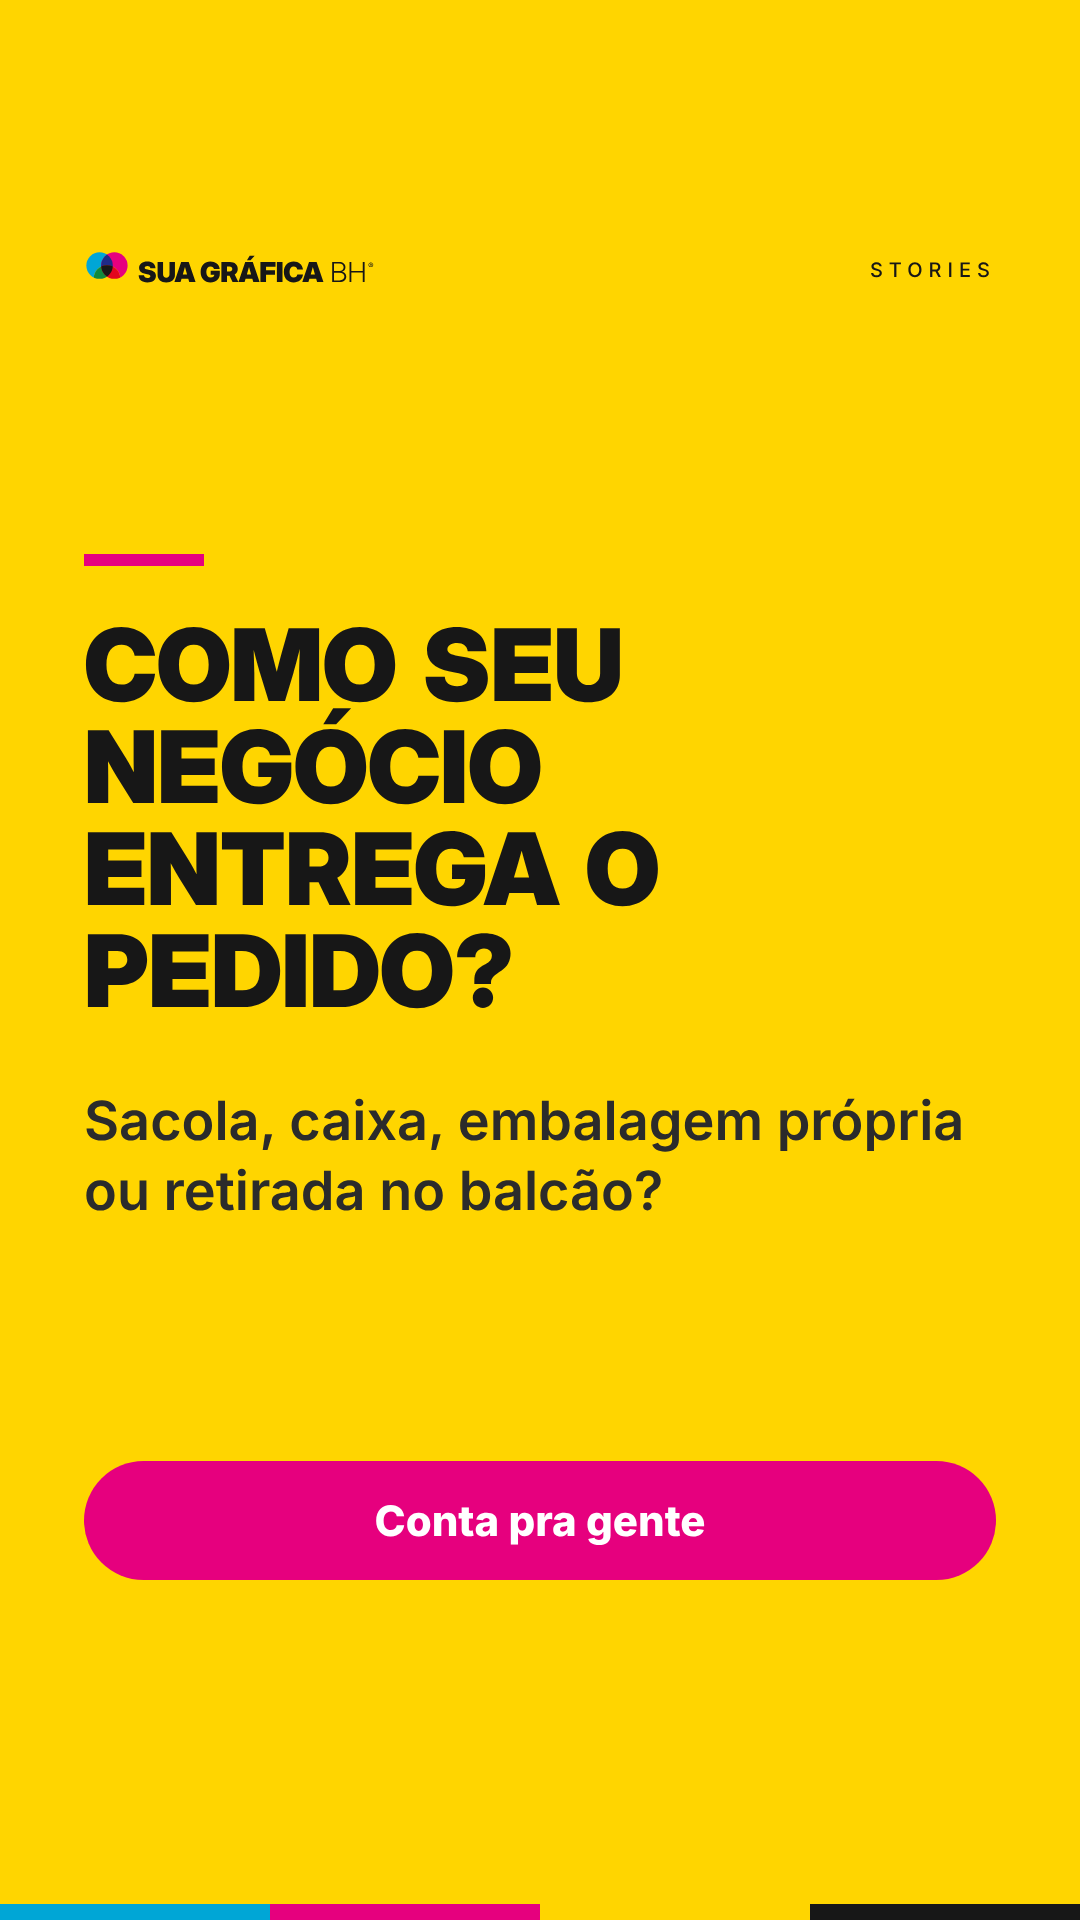 SUA GRÁFICA BH®
STORIES
COMO SEU
NEGÓCIO
ENTREGA O
PEDIDO?
Sacola, caixa, embalagem própria
ou retirada no balcão?
Conta pra gente